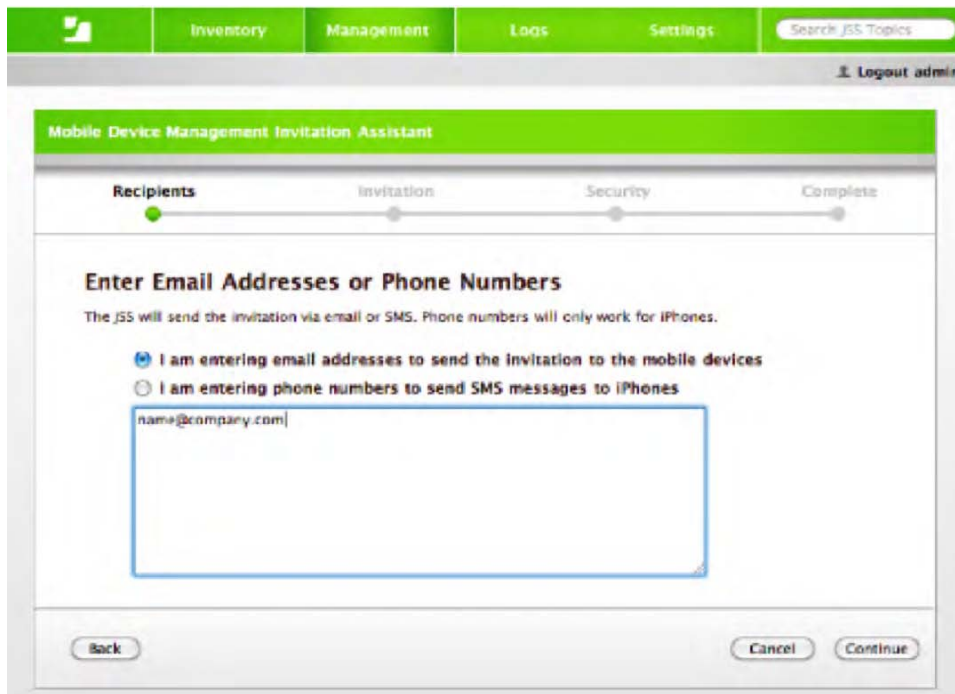 Inventory Management Logs Settings Search JSS Topics
Logout admin
Mobile Device Management Invitation Assistant
Recipients Invitation Security Complete
Enter Email Addresses or Phone Numbers
The JSS will send the invitation via email or SMS. Phone numbers will only work for iPhones.
I am entering email addresses to send the invitation to the mobile devices
I am entering phone numbers to send SMS messages to iPhones
name@company.com
Back Cancel Continue